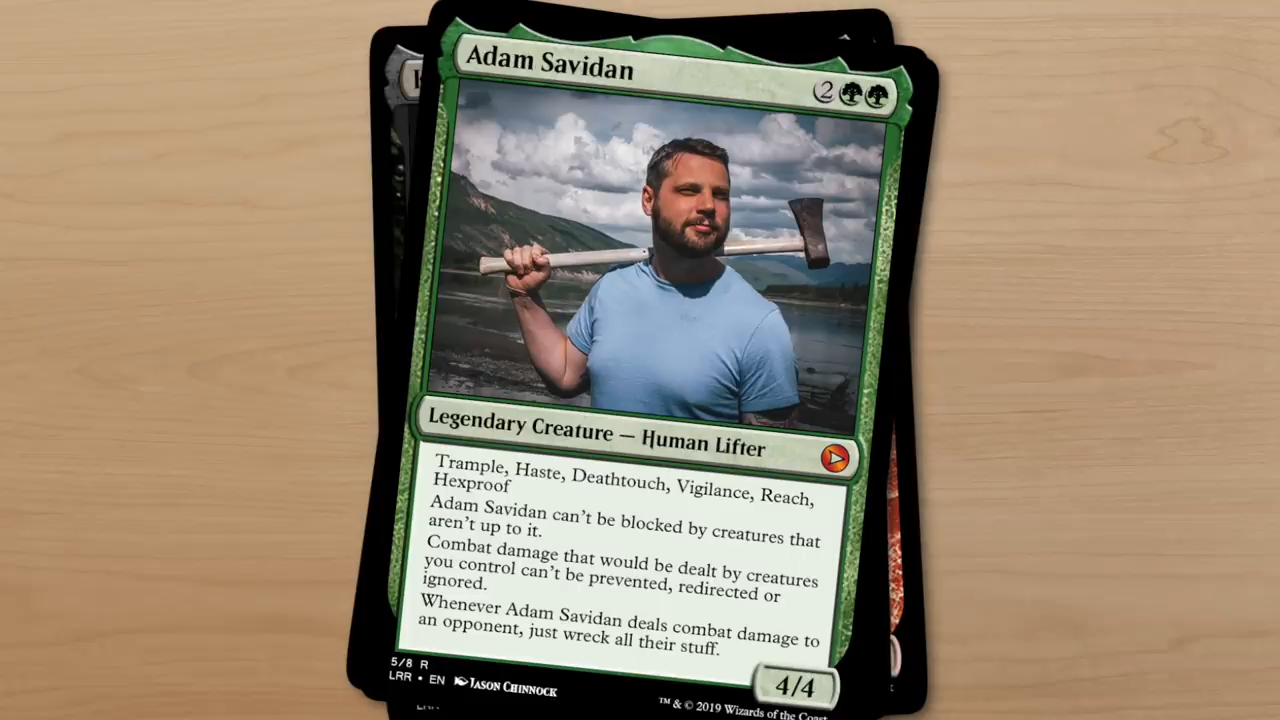 Adam Savidan
2
Legendary Creature — Human Lifter
Trample, Haste, Deathtouch, Vigilance, Reach,
Hexproof
Adam Savidan can't be blocked by creatures that
aren't up to it.
Combat damage that would be dealt by creatures
you control can't be prevented, redirected or
ignored.
Whenever Adam Savidan deals combat damage to
an opponent, just wreck all their stuff.
4/4
5/8 R
LRR • EN Jason Chinnock
™ & © 2019 Wizards of the Coast